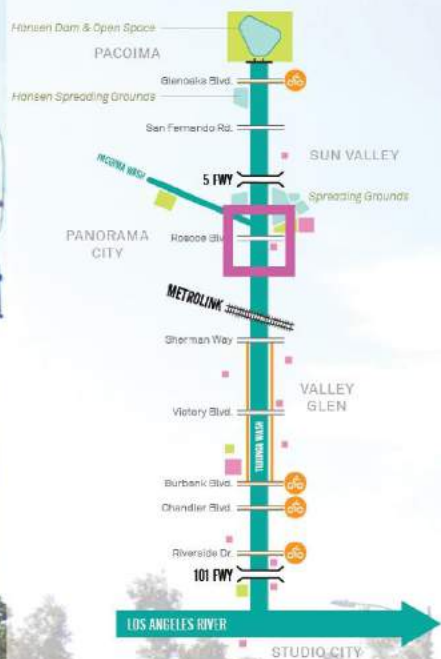 Hansen Dam & Open Space
PACOIMA
Glenoaks Blvd.
Hansen Spreading Grounds
San Fernando Rd.
SUN VALLEY
PACOIMA WASH
5 FWY
Spreading Grounds
PANORAMA
CITY
Roscoe Blv
METROLINK
Sherman Way
VALLEY
GLEN
Victory Blvd.
TUJUNGA WASH
Burbank Blvd.
Chandler Blvd.
Riverside Dr.
101 FWY
LOS ANGELES RIVER
STUDIO CITY